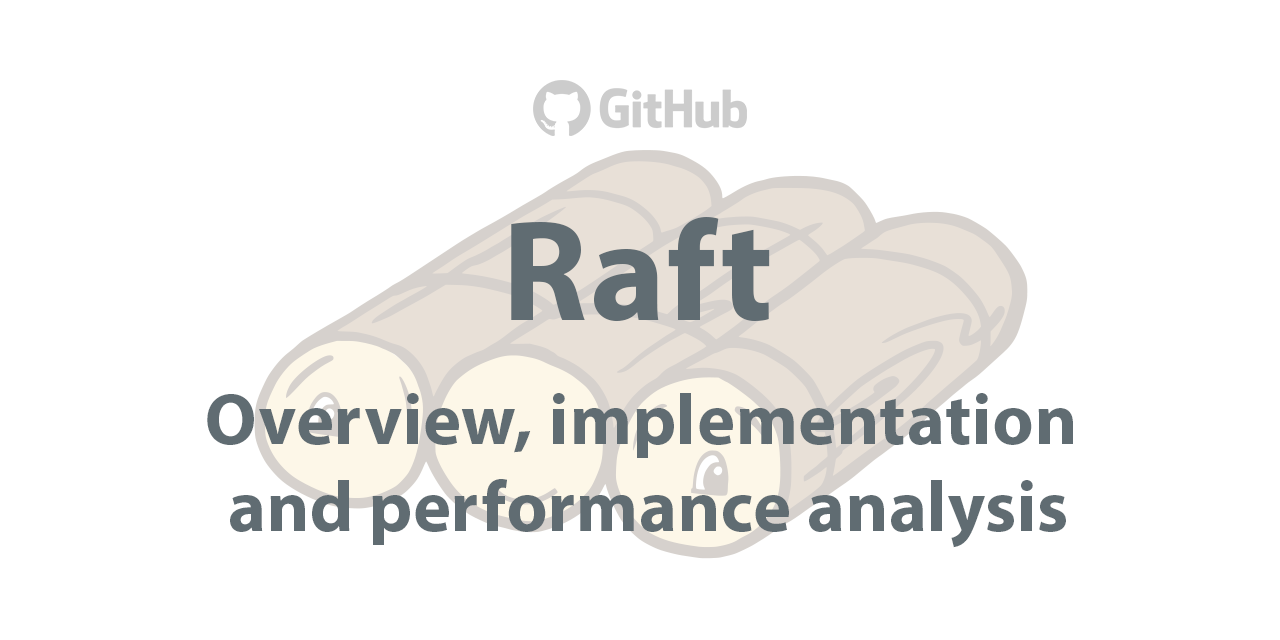 GitHub
Raft
Overview, implementation
and performance analysis